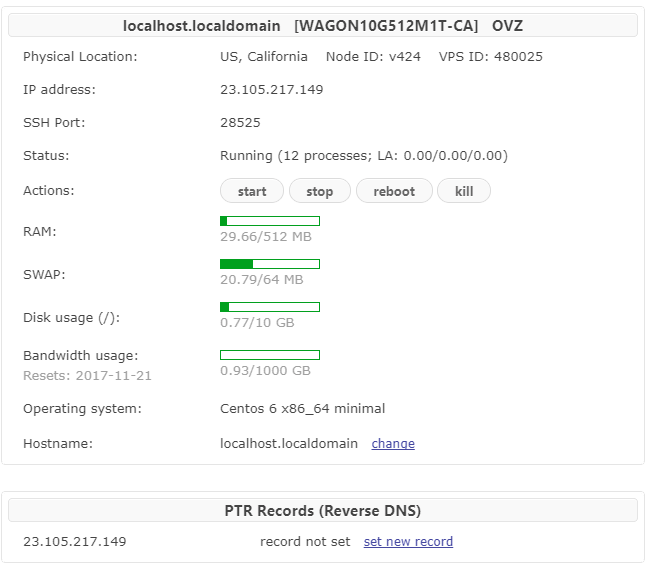 localhost.localdomain [WAGON10G512M1T-CA] OVZ
Physical Location: US, California Node ID: v424 VPS ID: 480025
IP address: 23.105.217.149
SSH Port: 28525
Status: Running (12 processes; LA: 0.00/0.00/0.00)
Actions: start stop reboot kill
RAM:
29.66/512 MB
SWAP:
20.79/64 MB
Disk usage (/):
0.77/10 GB
Bandwidth usage:
Resets: 2017-11-21 0.93/1000 GB
Operating system: Centos 6 x86_64 minimal
Hostname: localhost.localdomain change
PTR Records (Reverse DNS)
23.105.217.149 record not set set new record